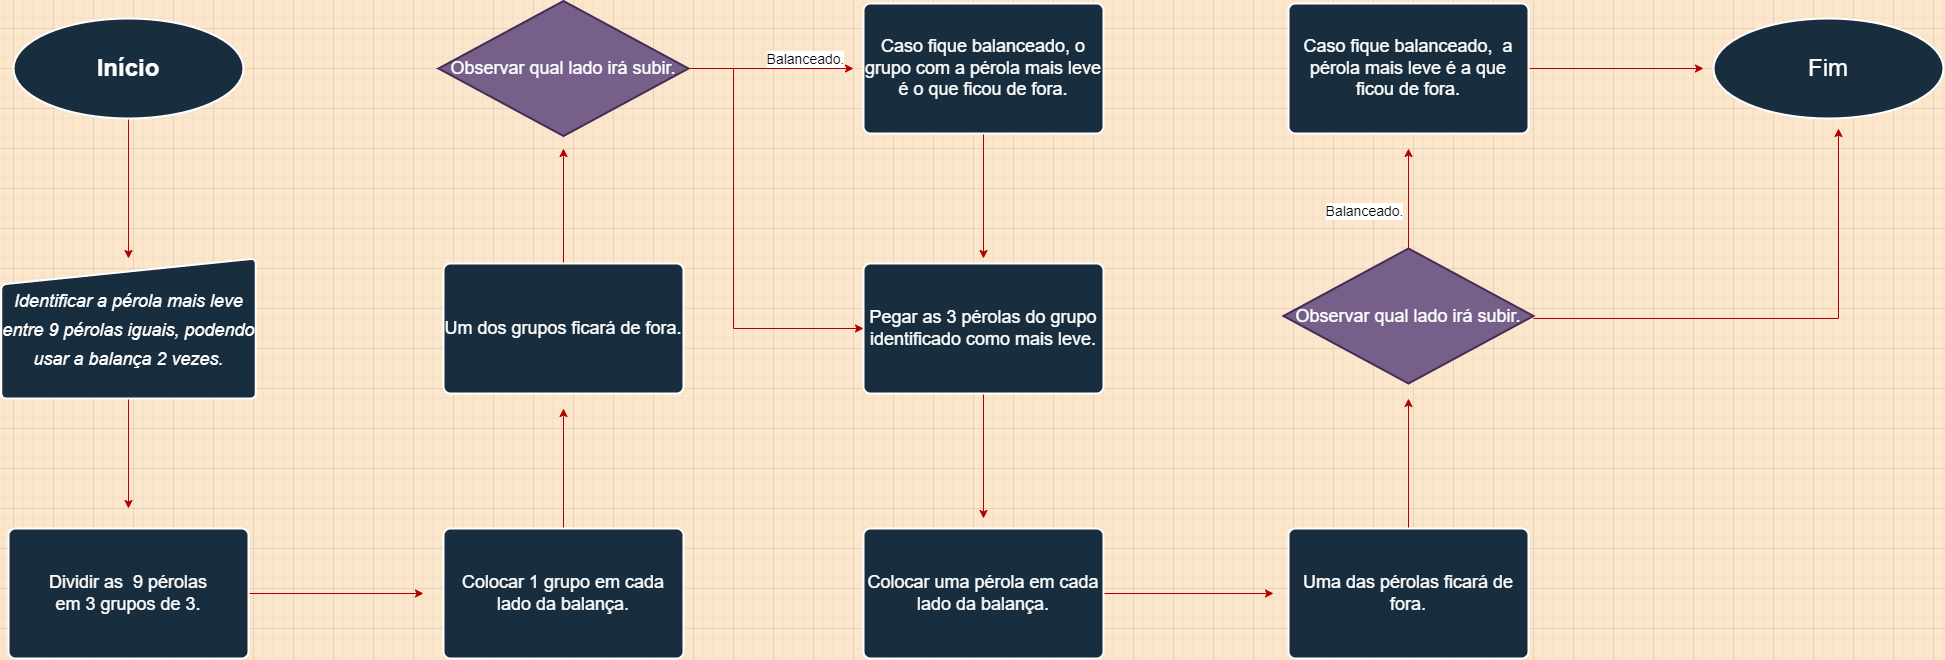 Início
Identificar a pérola mais leve
entre 9 pérolas iguais, podendo
usar a balança 2 vezes.
Dividir as  9 pérolas
em 3 grupos de 3.
Colocar 1 grupo em cada
lado da balança.
Um dos grupos ficará de fora.
Observar qual lado irá subir.
Balanceado.
Caso fique balanceado, o
grupo com a pérola mais leve
é o que ficou de fora.
Pegar as 3 pérolas do grupo
identificado como mais leve.
Colocar uma pérola em cada
lado da balança.
Uma das pérolas ficará de
fora.
Observar qual lado irá subir.
Balanceado.
Caso fique balanceado,  a
pérola mais leve é a que
ficou de fora.
Fim